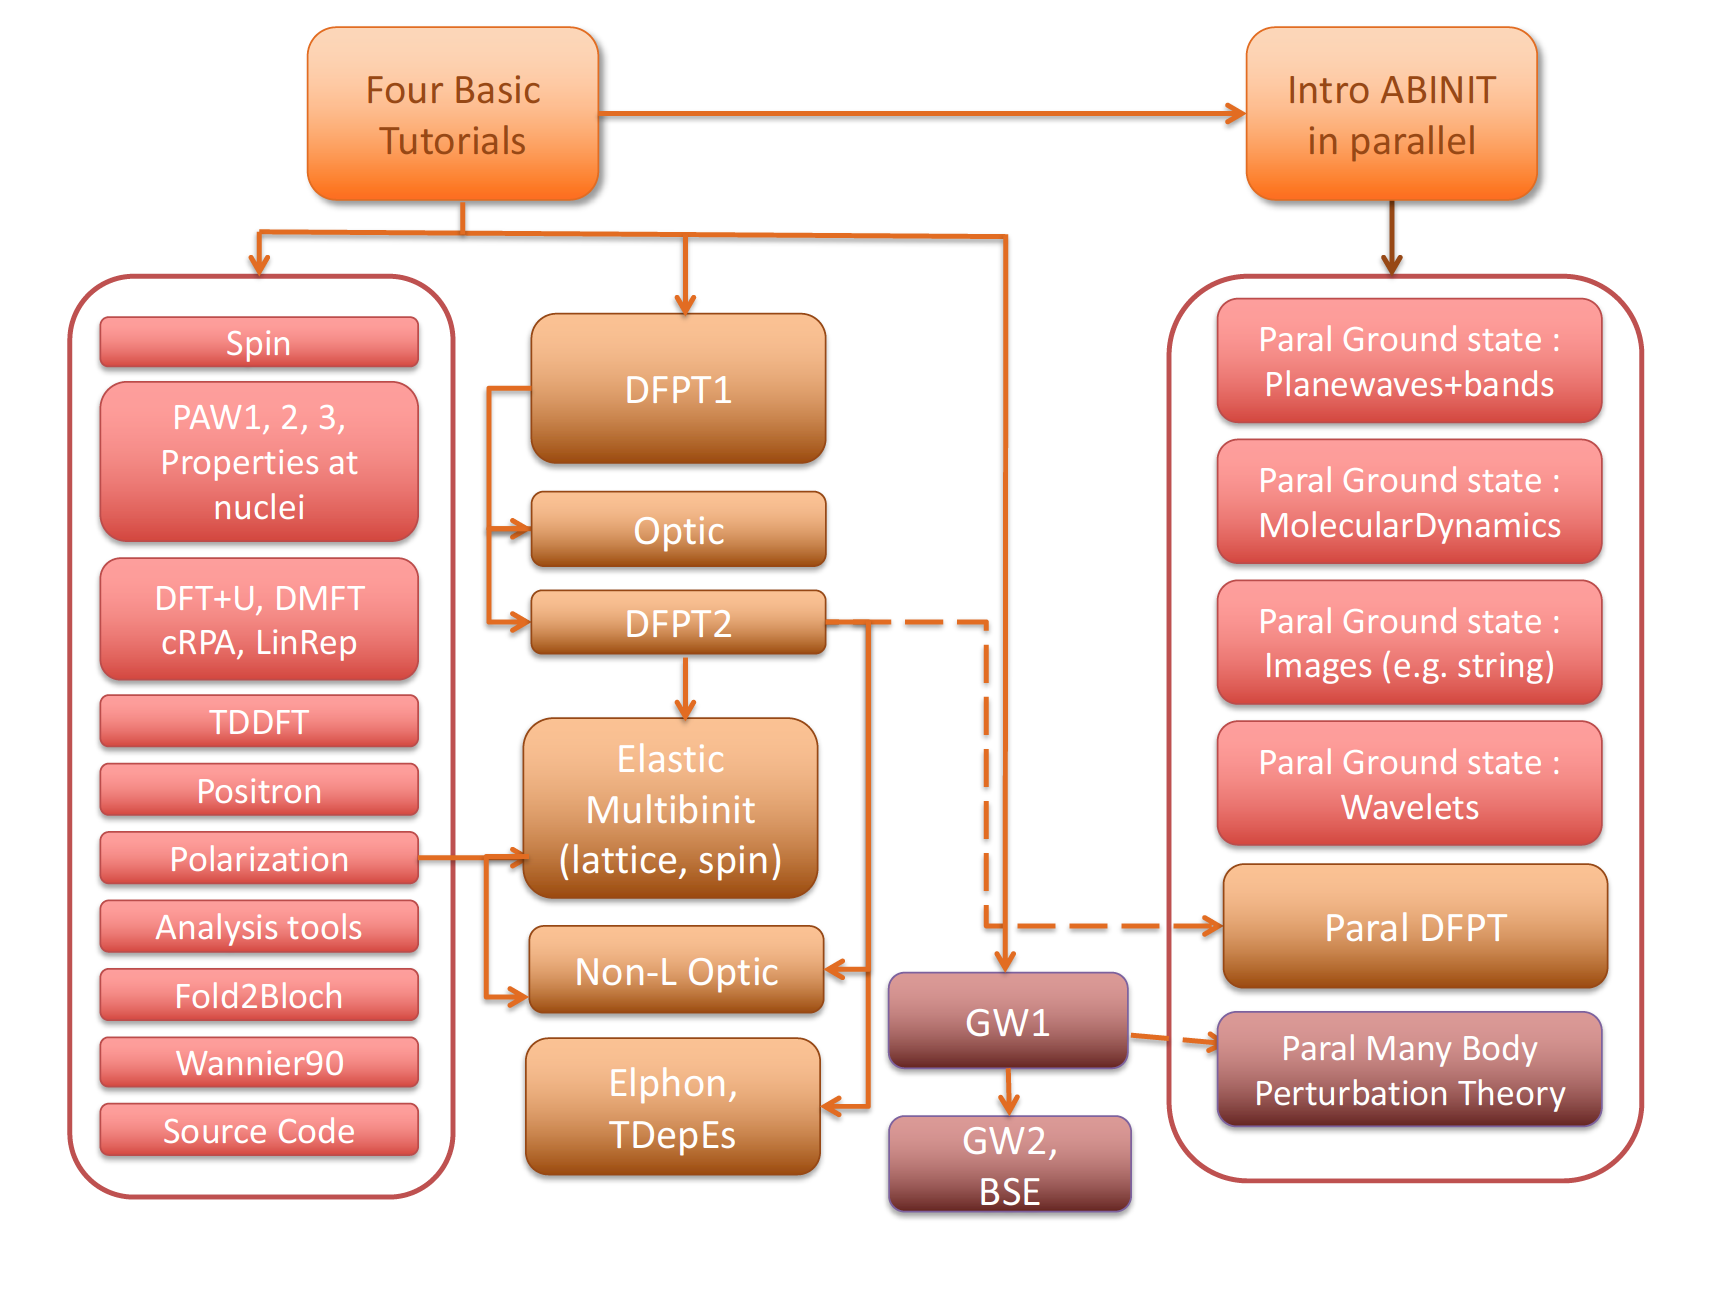 Four Basic
Tutorials
Intro ABINIT
in parallel
Spin
PAW1, 2, 3,
Properties at
nuclei
DFT+U, DMFT
cRPA, LinRep
TDDFT
Positron
Polarization
Analysis tools
Fold2Bloch
Wannier90
Source Code
DFPT1
Optic
DFPT2
Elastic
Multibinit
(lattice, spin)
Non-L Optic
Elphon,
TDepEs
GW1
GW2,
BSE
Paral Ground state :
Planewaves+bands
Paral Ground state :
MolecularDynamics
Paral Ground state :
Images (e.g. string)
Paral Ground state :
Wavelets
Paral DFPT
Paral Many Body
Perturbation Theory